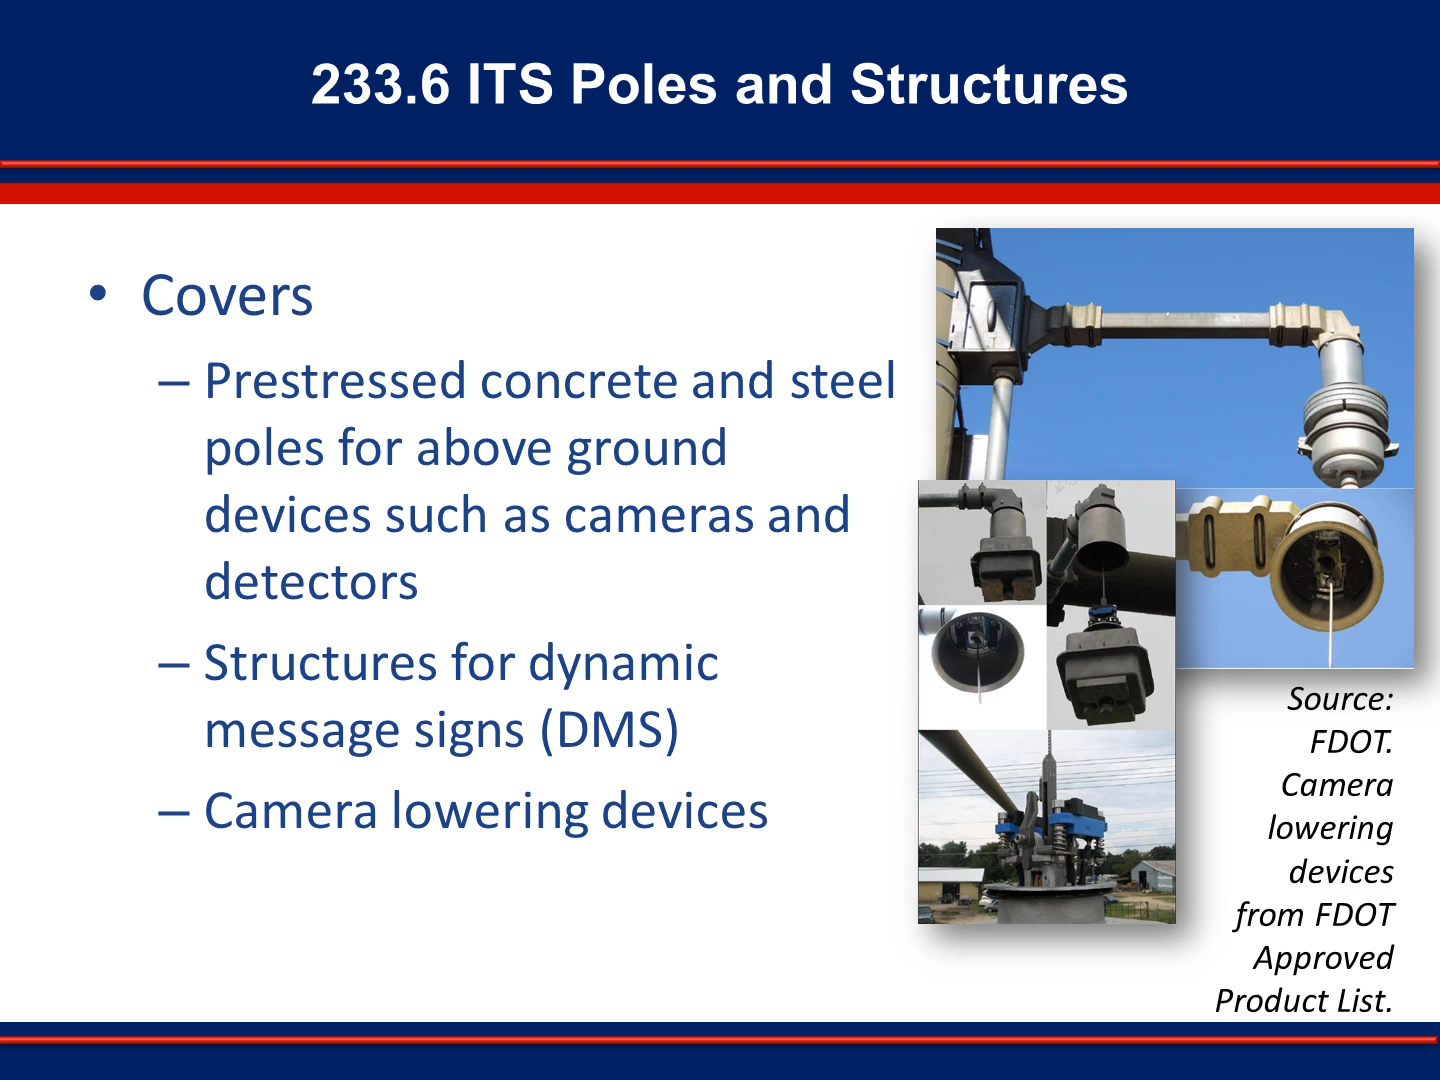 233.6 ITS Poles and Structures
• Covers
– Prestressed concrete and steel
poles for above ground
devices such as cameras and
detectors
– Structures for dynamic
message signs (DMS)
– Camera lowering devices
Source:
FDOT.
Camera
lowering
devices
from FDOT
Approved
Product List.